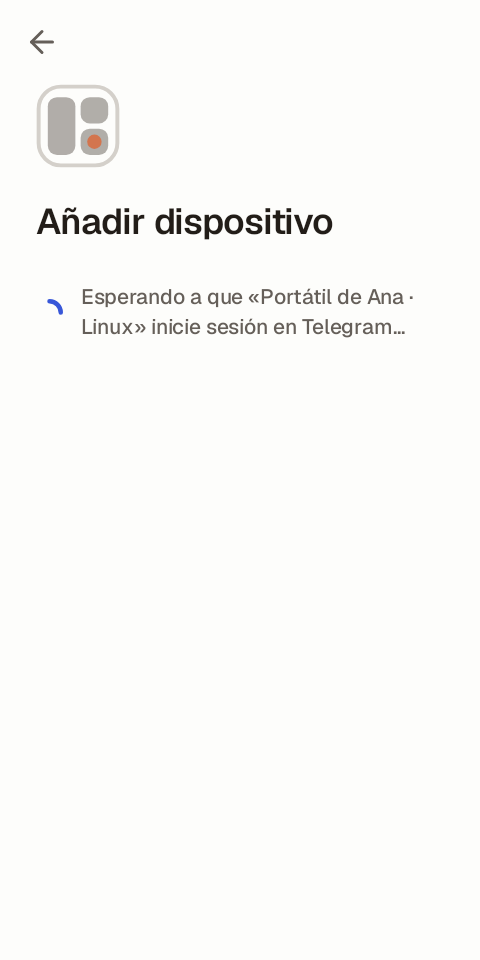 Añadir dispositivo
Esperando a que «Portátil de Ana ·
Linux» inicie sesión en Telegram...